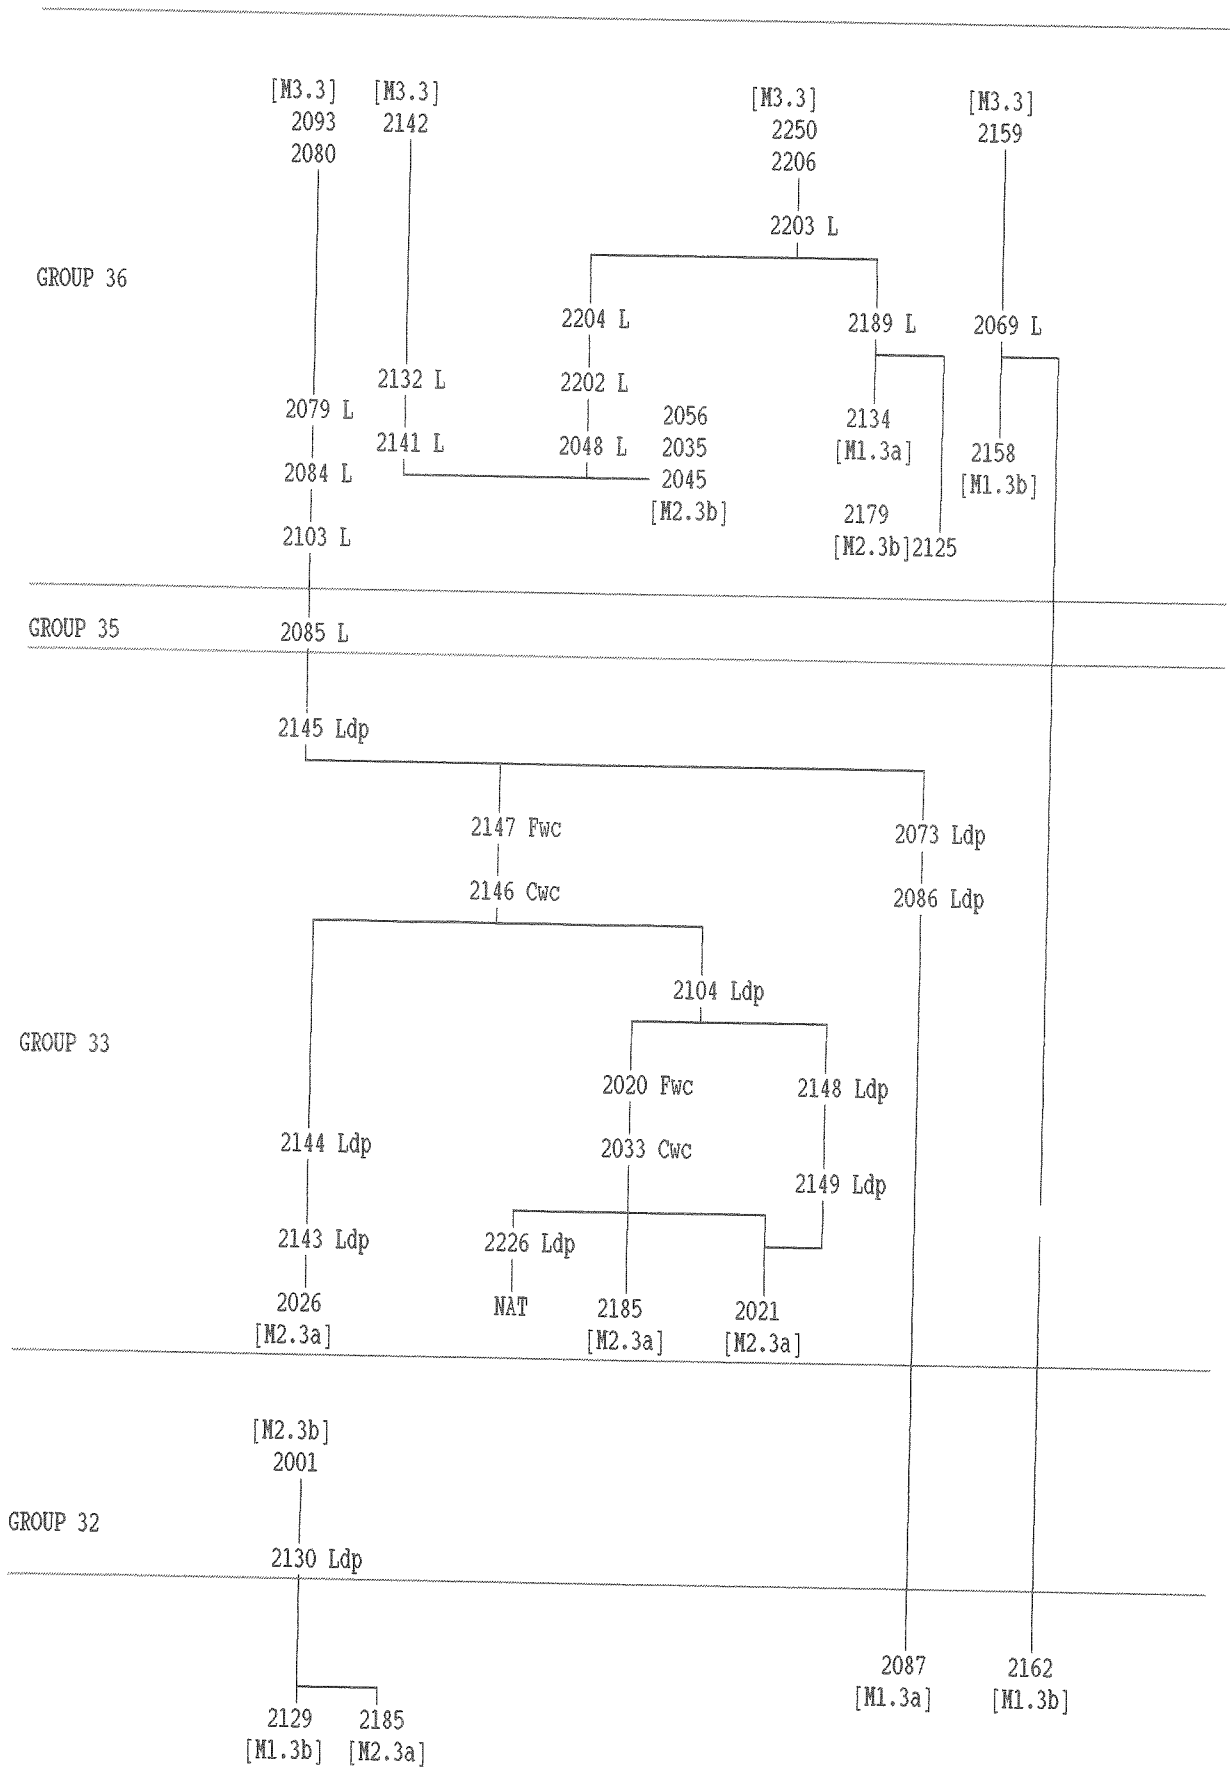 [M3.3] [M3.3] [M3.3] [M3.3]
2093 2142 2250 2159
2080 2206
2203 L
GROUP 36
2204 L 2189 L 2069 L
2132 L 2202 L
2079 L 2056 2134
2141 L 2048 L 2035 [M1.3a] 2158
2084 L 2045 [M1.3b]
[M2.3b] 2179
2103 L [M2.3b] 2125
GROUP 35 2085 L
2145 Ldp
2147 Fwc 2073 Ldp
2146 Cwc 2086 Ldp
2104 Ldp
GROUP 33
2020 Fwc 2148 Ldp
2144 Ldp 2033 Cwc
2149 Ldp
2143 Ldp 2226 Ldp
2026 NAT 2185 2021
[M2.3a] [M2.3a] [M2.3a]
[M2.3b]
2001
GROUP 32
2130 Ldp
2087 2162
[M1.3a] [M1.3b]
2129 2185
[M1.3b] [M2.3a]